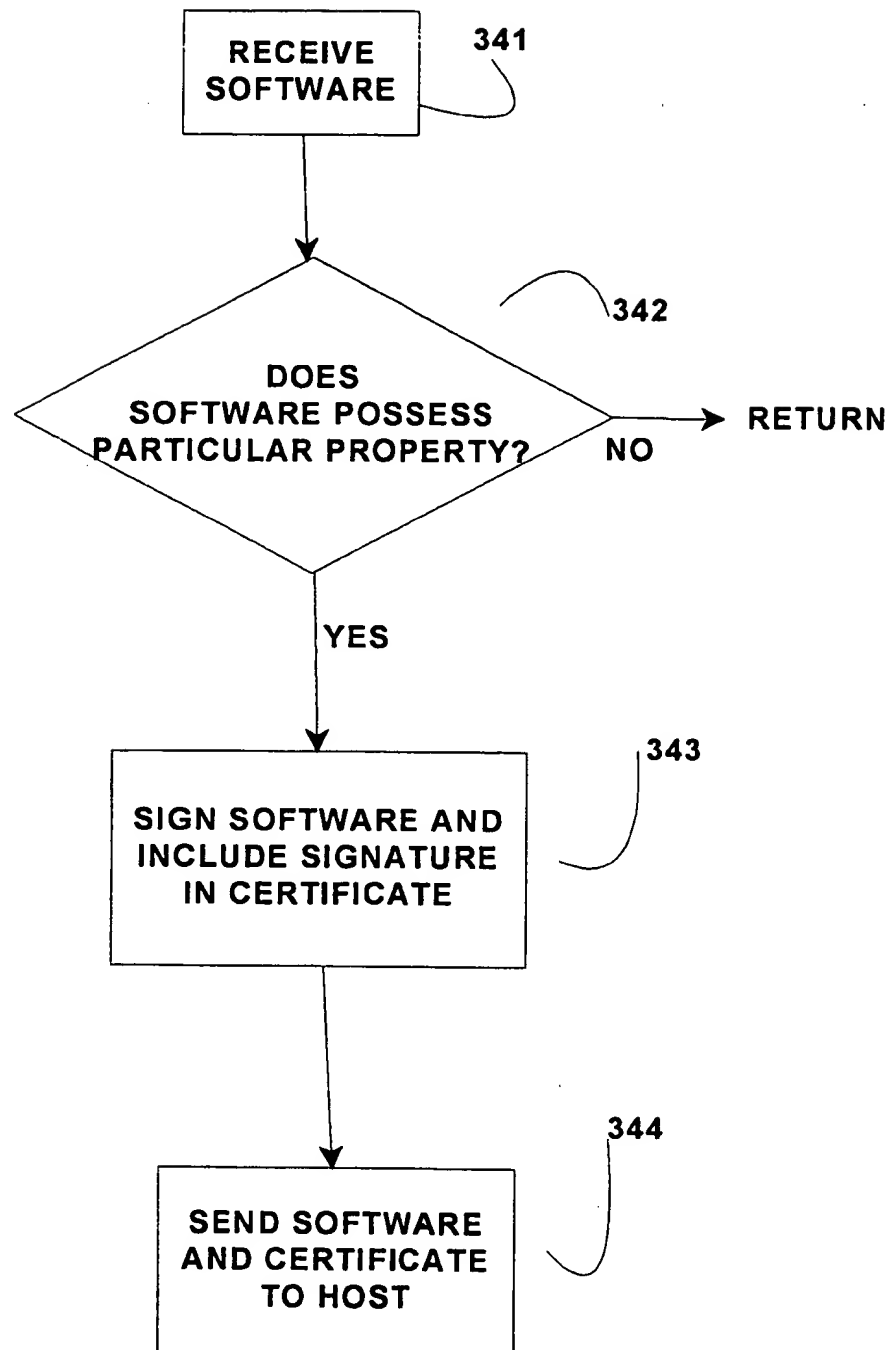 RECEIVE
SOFTWARE
341
342
DOES
SOFTWARE POSSESS
PARTICULAR PROPERTY?
NO
RETURN
YES
343
SIGN SOFTWARE AND
INCLUDE SIGNATURE
IN CERTIFICATE
344
SEND SOFTWARE
AND CERTIFICATE
TO HOST